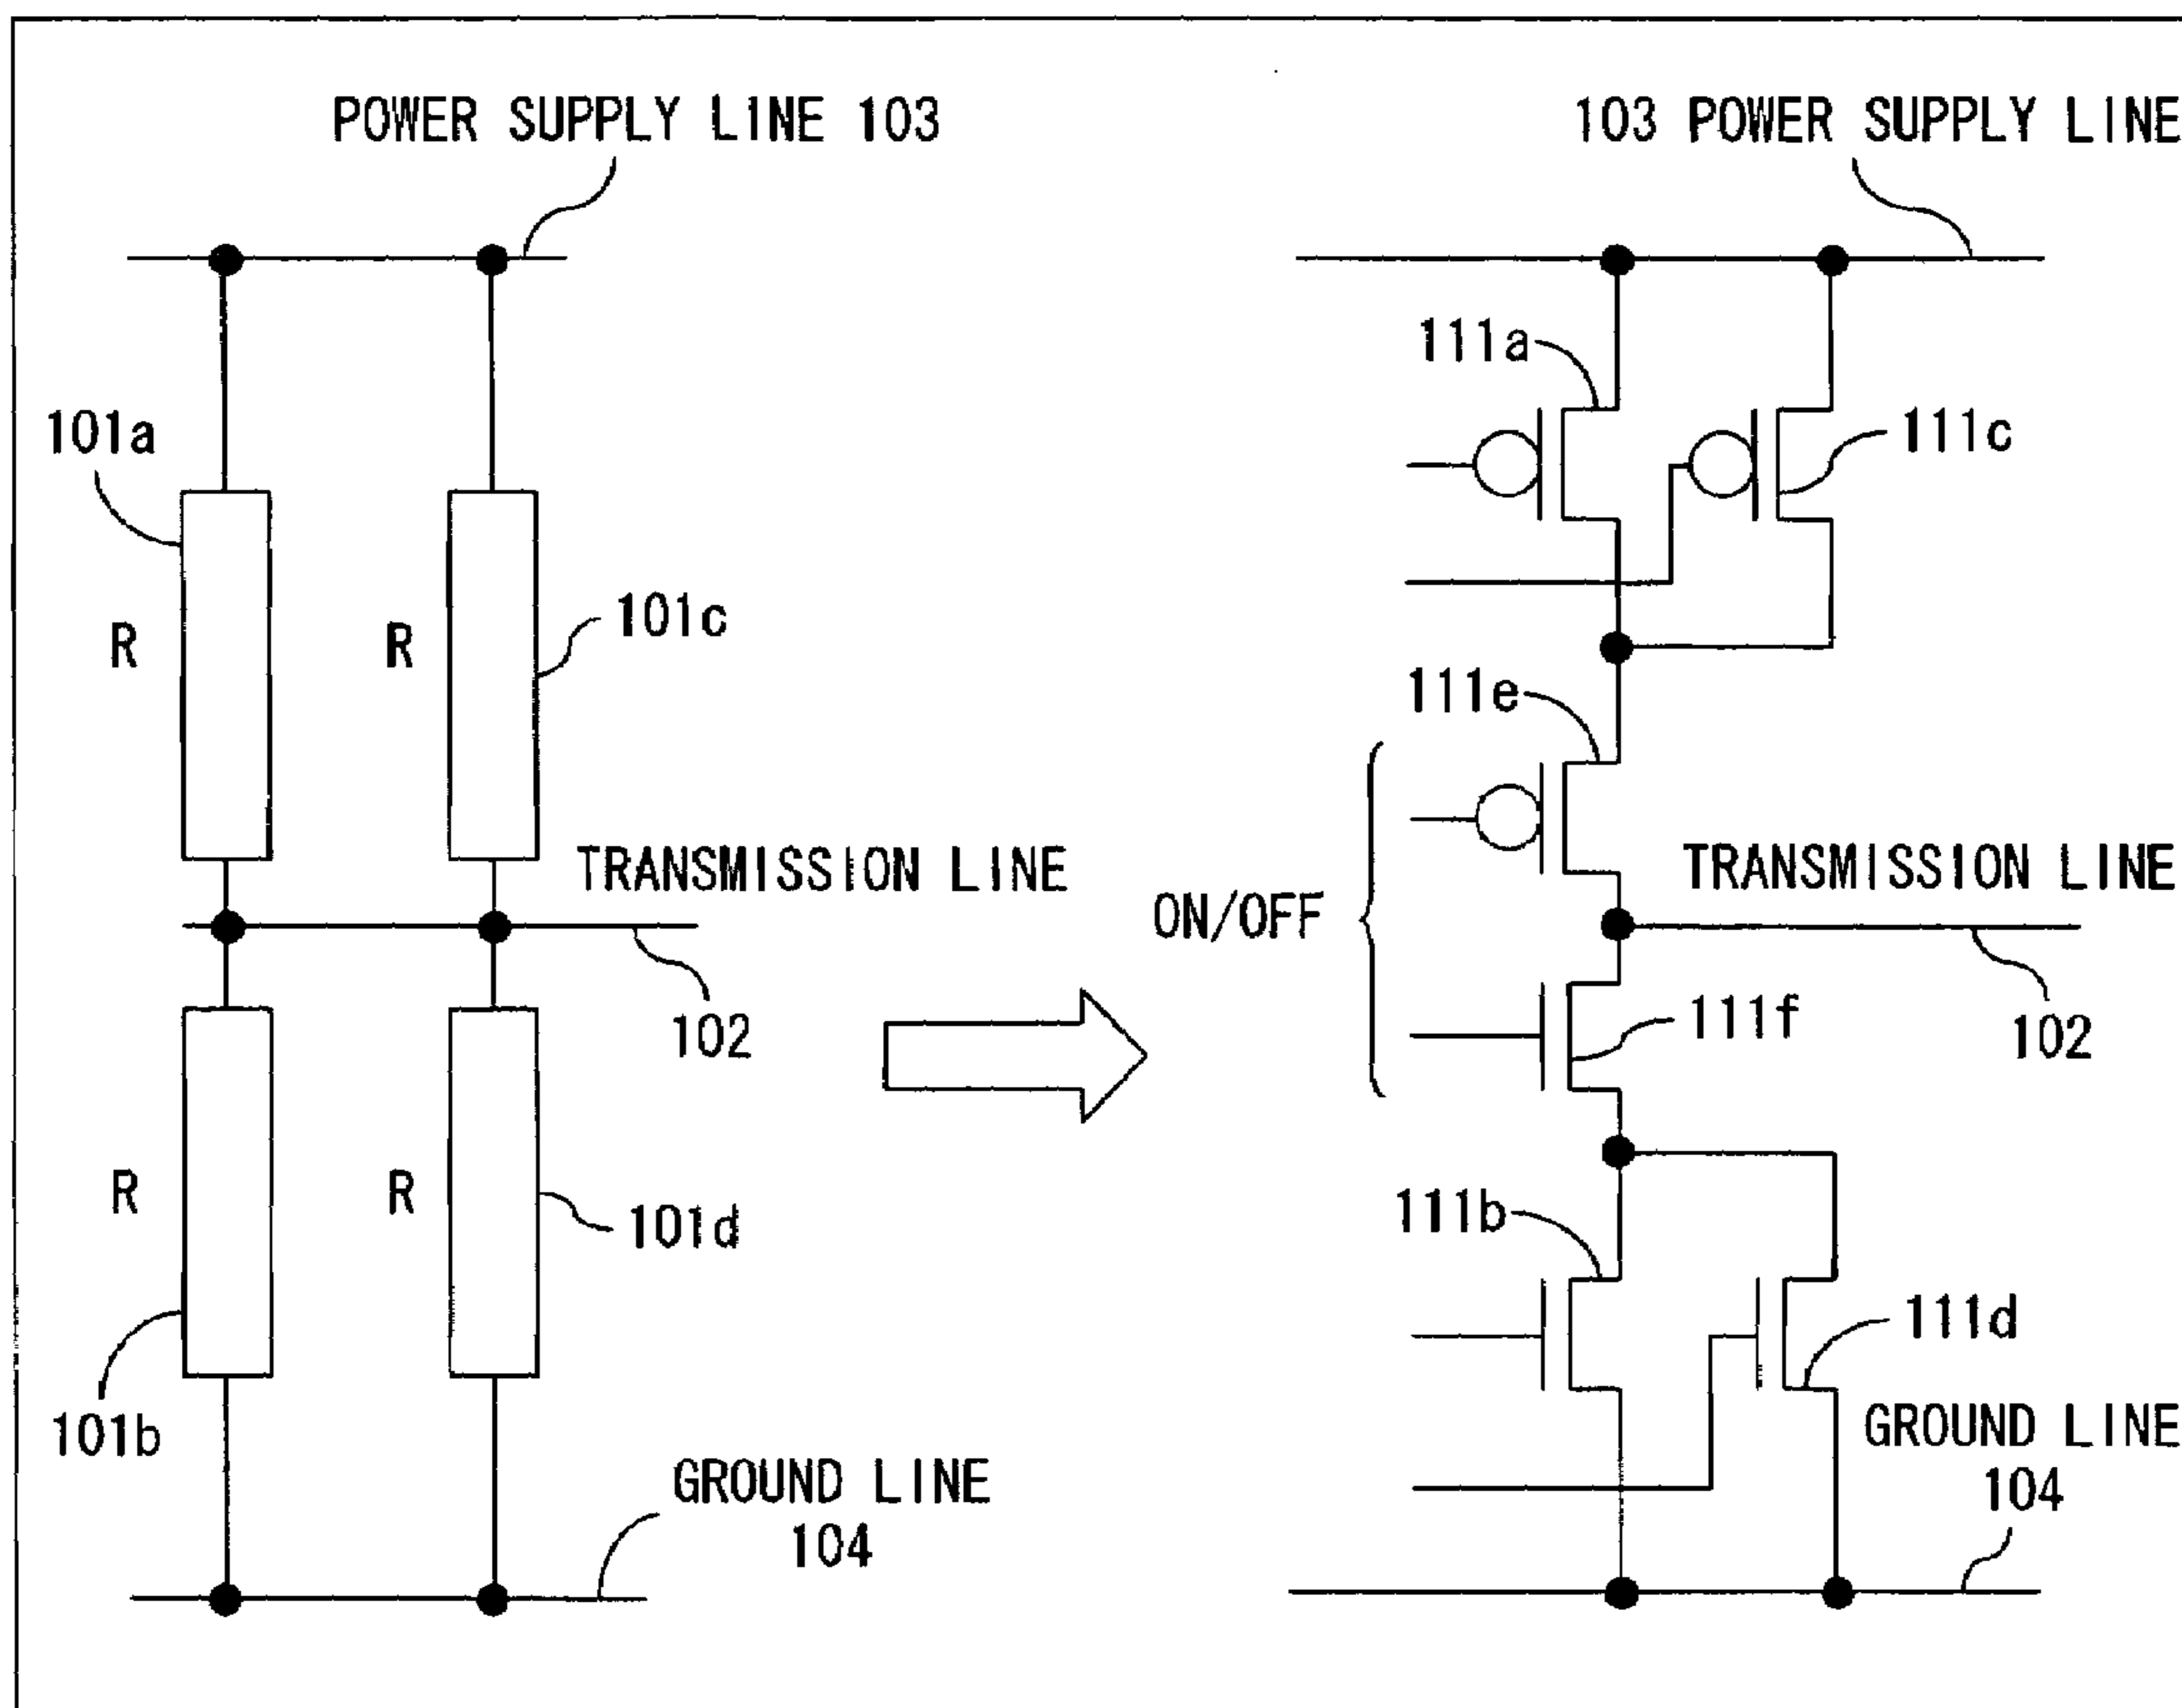 POWER SUPPLY LINE 103
101a
R
R
101c
TRANSMISSION LINE
102
R
R
101d
101b
GROUND LINE
104
103 POWER SUPPLY LINE
111a
111c
111e
ON/OFF
TRANSMISSION LINE
111f
102
111b
111d
GROUND LINE
104